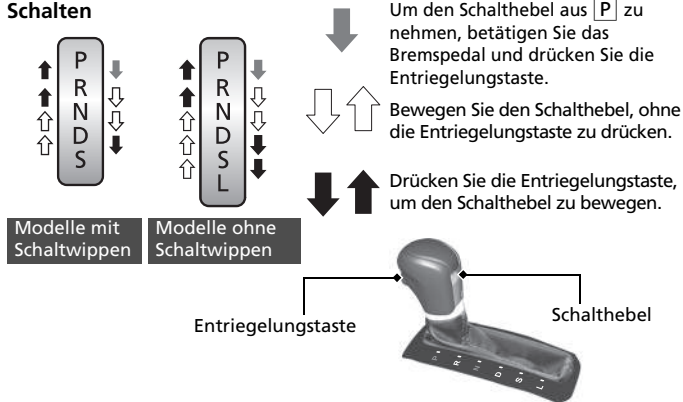 Schalten
P
R
N
D
S
P
R
N
D
S
L
Modelle mit
Schaltwippen
Modelle ohne
Schaltwippen
Um den Schalthebel aus P zu
nehmen, betätigen Sie das
Bremspedal und drücken Sie die
Entriegelungstaste.
Bewegen Sie den Schalthebel, ohne
die Entriegelungstaste zu drücken.
Drücken Sie die Entriegelungstaste,
um den Schalthebel zu bewegen.
Entriegelungstaste
Schalthebel
P
R
N
D
S
L